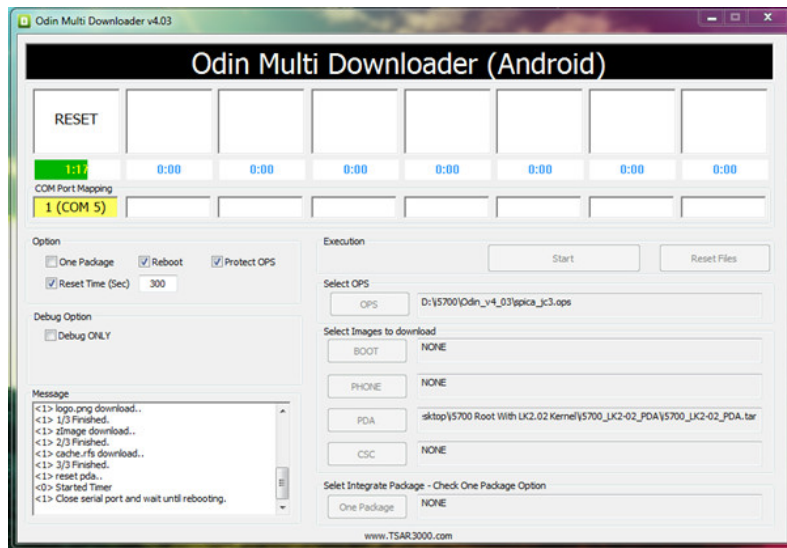 Odin Multi Downloader v4.03
Odin Multi Downloader (Android)
RESET
1:17 0:00 0:00 0:00 0:00 0:00 0:00 0:00
COM Port Mapping
1 (COM 5)
Option
One Package Reboot Protect OPS
Reset Time (Sec) 300
Debug Option
Debug ONLY
Message
<1> logo.png download..
<1> 1/3 Finished.
<1> zImage download..
<1> 2/3 Finished.
<1> cache.rfs download..
<1> 3/3 Finished.
<1> reset pda..
<0> Started Timer
<1> Close serial port and wait until rebooting.
Execution
Start Reset Files
Select OPS
OPS D:\i5700\Odin_v4_03\spica_jc3.ops
Select Images to download
BOOT NONE
PHONE NONE
PDA sktop\i5700 Root With LK2.02 Kernel\i5700_LK2-02_PDA\i5700_LK2-02_PDA.tar
CSC NONE
Selet Integrate Package - Check One Package Option
One Package NONE
www.TSAR3000.com